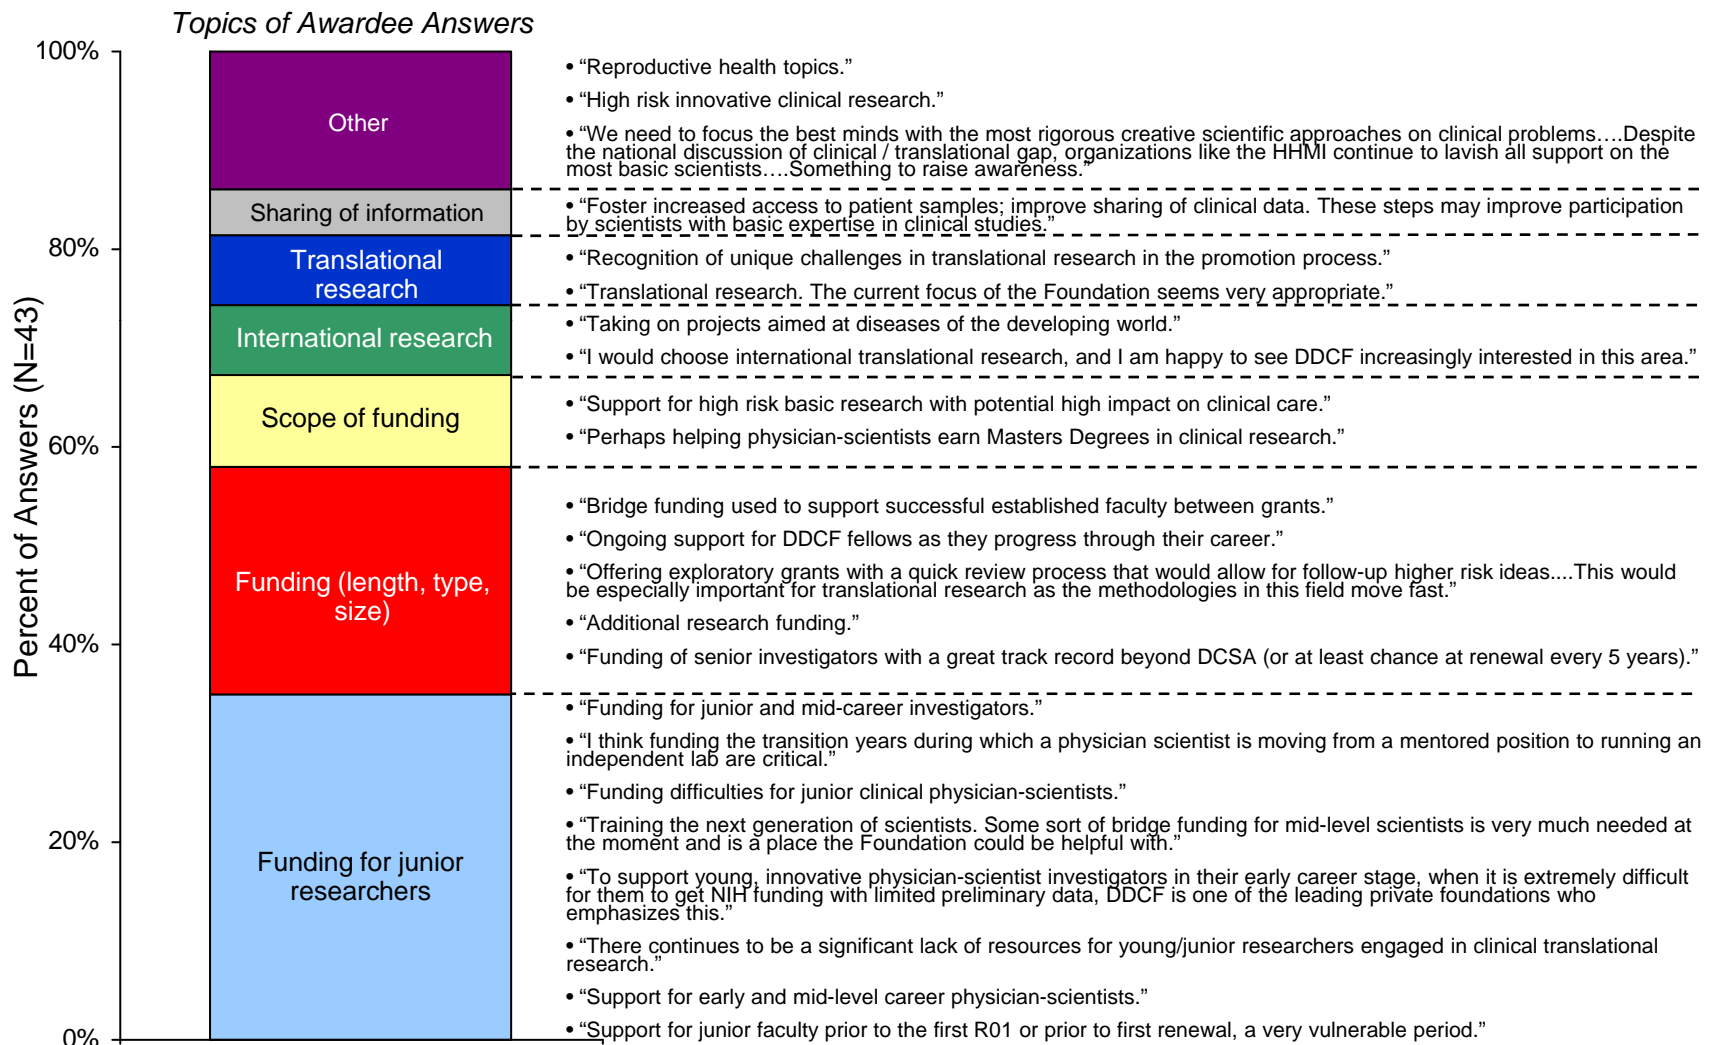 Topics of Awardee Answers
100%
80%
60%
40%
20%
0%
Percent of Answers (N=43)
Other
Sharing of information
Translational
research
International research
Scope of funding
Funding (length, type,
size)
Funding for junior
researchers
• “Reproductive health topics.”
• “High risk innovative clinical research.”
• “We need to focus the best minds with the most rigorous creative scientific approaches on clinical problems….Despite
the national discussion of clinical / translational gap, organizations like the HHMI continue to lavish all support on the
most basic scientists….Something to raise awareness.”
• “Foster increased access to patient samples; improve sharing of clinical data. These steps may improve participation
by scientists with basic expertise in clinical studies.”
• “Recognition of unique challenges in translational research in the promotion process.”
• “Translational research. The current focus of the Foundation seems very appropriate.”
• “Taking on projects aimed at diseases of the developing world.”
• “I would choose international translational research, and I am happy to see DDCF increasingly interested in this area.”
• “Support for high risk basic research with potential high impact on clinical care.”
• “Perhaps helping physician-scientists earn Masters Degrees in clinical research.”
• “Bridge funding used to support successful established faculty between grants.”
• “Ongoing support for DDCF fellows as they progress through their career.”
• “Offering exploratory grants with a quick review process that would allow for follow-up higher risk ideas....This would
be especially important for translational research as the methodologies in this field move fast.”
• “Additional research funding.”
• “Funding of senior investigators with a great track record beyond DCSA (or at least chance at renewal every 5 years).”
• “Funding for junior and mid-career investigators.”
• “I think funding the transition years during which a physician scientist is moving from a mentored position to running an
independent lab are critical.”
• “Funding difficulties for junior clinical physician-scientists.”
• “Training the next generation of scientists. Some sort of bridge funding for mid-level scientists is very much needed at
the moment and is a place the Foundation could be helpful with.”
• “To support young, innovative physician-scientist investigators in their early career stage, when it is extremely difficult
for them to get NIH funding with limited preliminary data, DDCF is one of the leading private foundations who
emphasizes this.”
• “There continues to be a significant lack of resources for young/junior researchers engaged in clinical translational
research.”
• “Support for early and mid-level career physician-scientists.”
• “Support for junior faculty prior to the first R01 or prior to first renewal, a very vulnerable period.”